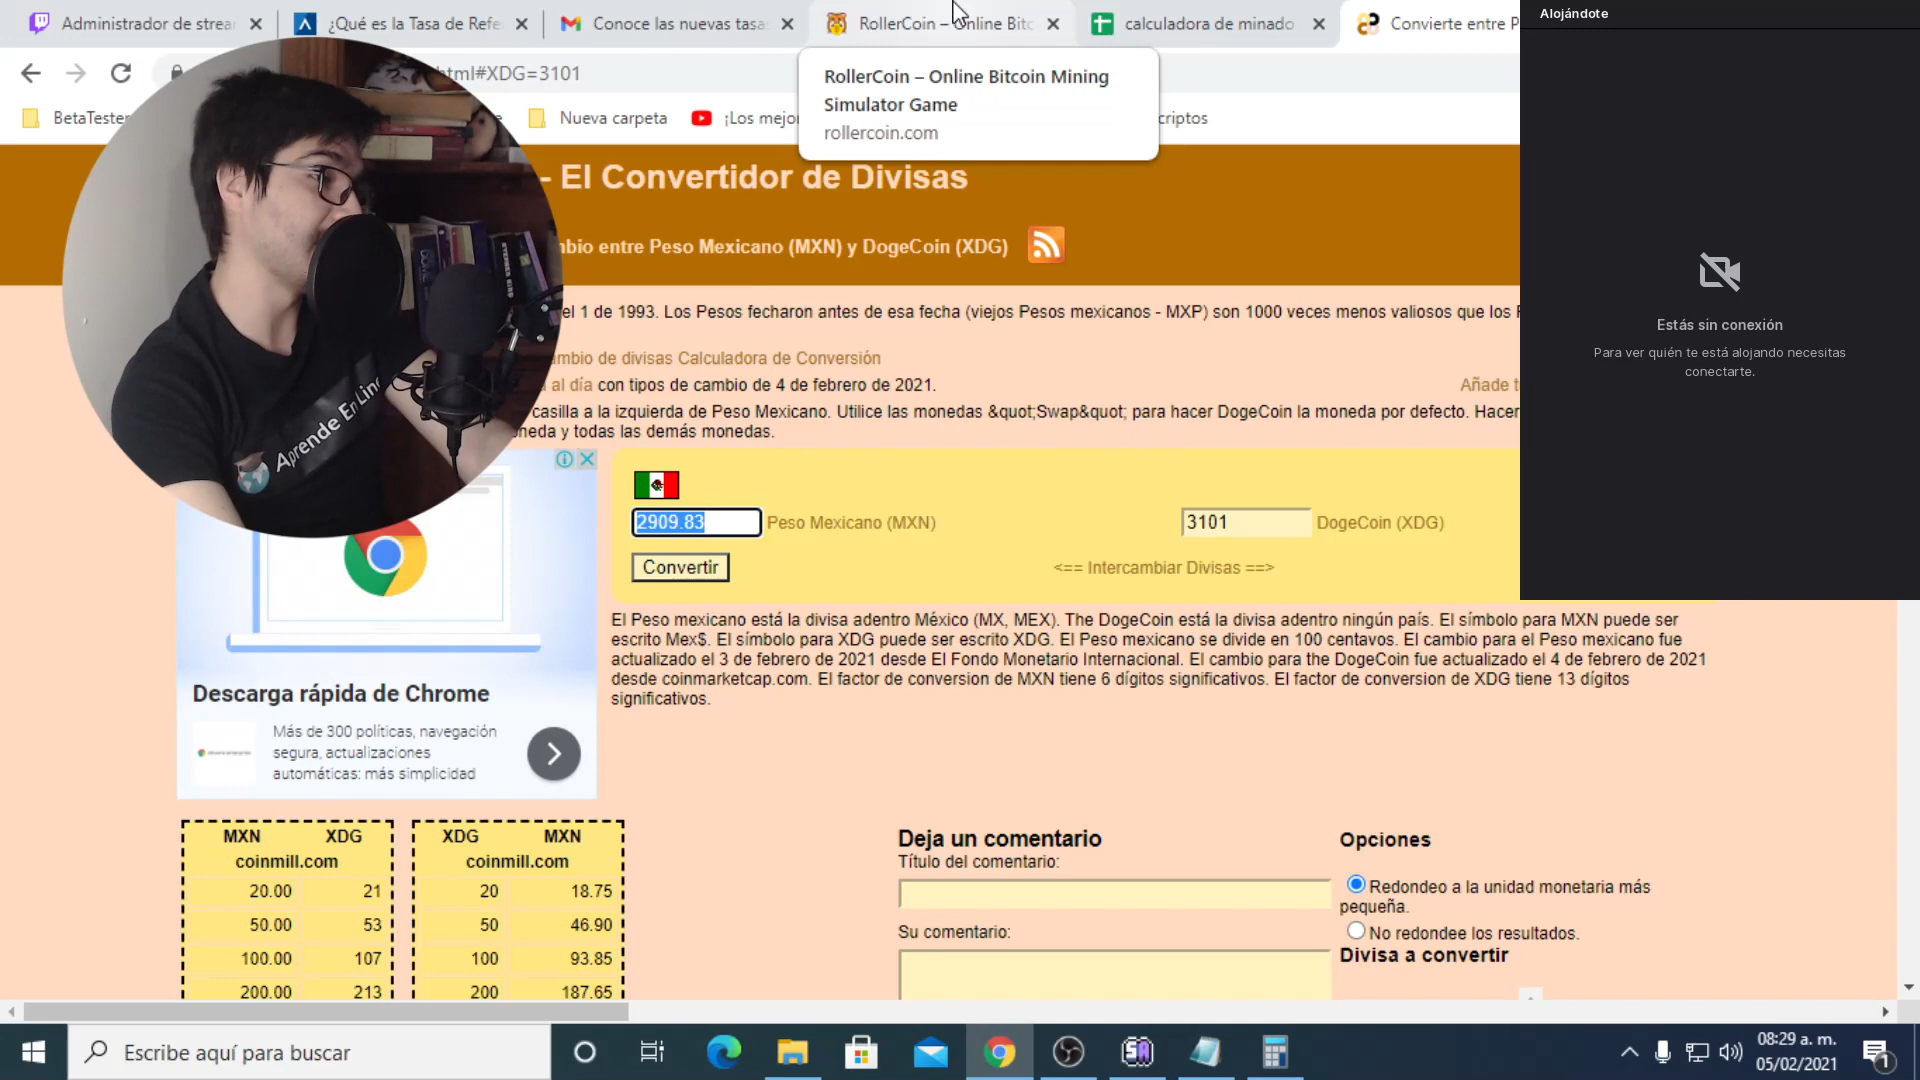 Administrador de strea
¿Qué es la Tasa de Refe
Conoce las nuevas tasas
RollerCoin – Online Bitc
calculadora de minado
Convierte entre P
Alojándote
html#XDG=3101
RollerCoin – Online Bitcoin Mining
Simulator Game
rollercoin.com
BetaTester
Nueva carpeta
¡Los mejo
criptos
- El Convertidor de Divisas
mbio entre Peso Mexicano (MXN) y DogeCoin (XDG)
el 1 de 1993. Los Pesos fecharon antes de esa fecha (viejos Pesos mexicanos - MXP) son 1000 veces menos valiosos que los
ambio de divisas Calculadora de Conversión
al día con tipos de cambio de 4 de febrero de 2021.
Añade
casilla a la izquierda de Peso Mexicano. Utilice las monedas &quot;Swap&quot; para hacer DogeCoin la moneda por defecto. Hacer
neda y todas las demás monedas.
Estás sin conexión
Para ver quién te está alojando necesitas
conectarte.
Aprende En Líne
STEPHEN KING
2909.83 Peso Mexicano (MXN)
3101 DogeCoin (XDG)
Convertir
<== Intercambiar Divisas ==>
El Peso mexicano está la divisa adentro México (MX, MEX). The DogeCoin está la divisa adentro ningún país. El símbolo para MXN puede ser
escrito Mex$. El símbolo para XDG puede ser escrito XDG. El Peso mexicano se divide en 100 centavos. El cambio para el Peso mexicano fue
actualizado el 3 de febrero de 2021 desde El Fondo Monetario Internacional. El cambio para the DogeCoin fue actualizado el 4 de febrero de 2021
desde coinmarketcap.com. El factor de conversion de MXN tiene 6 dígitos significativos. El factor de conversion de XDG tiene 13 dígitos
significativos.
Descarga rápida de Chrome
Más de 300 políticas, navegación
segura, actualizaciones
automáticas: más simplicidad
MXN XDG
coinmill.com
20.00 21
50.00 53
100.00 107
200.00 213
XDG MXN
coinmill.com
20 18.75
50 46.90
100 93.85
200 187.65
Deja un comentario
Título del comentario:
Su comentario:
Opciones
Redondeo a la unidad monetaria más
pequeña.
No redondee los resultados.
Divisa a convertir
Escribe aquí para buscar
08:29 a. m.
05/02/2021
1